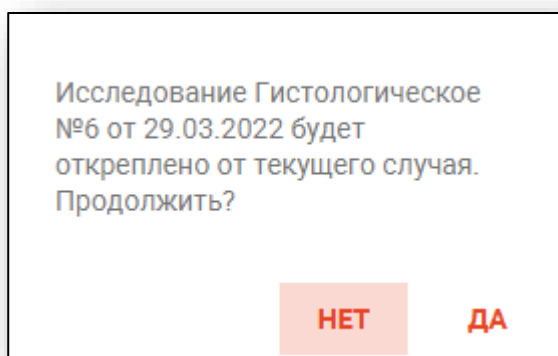 Исследование Гистологическое
№6 от 29.03.2022 будет
откреплено от текущего случая.
Продолжить?
НЕТ ДА